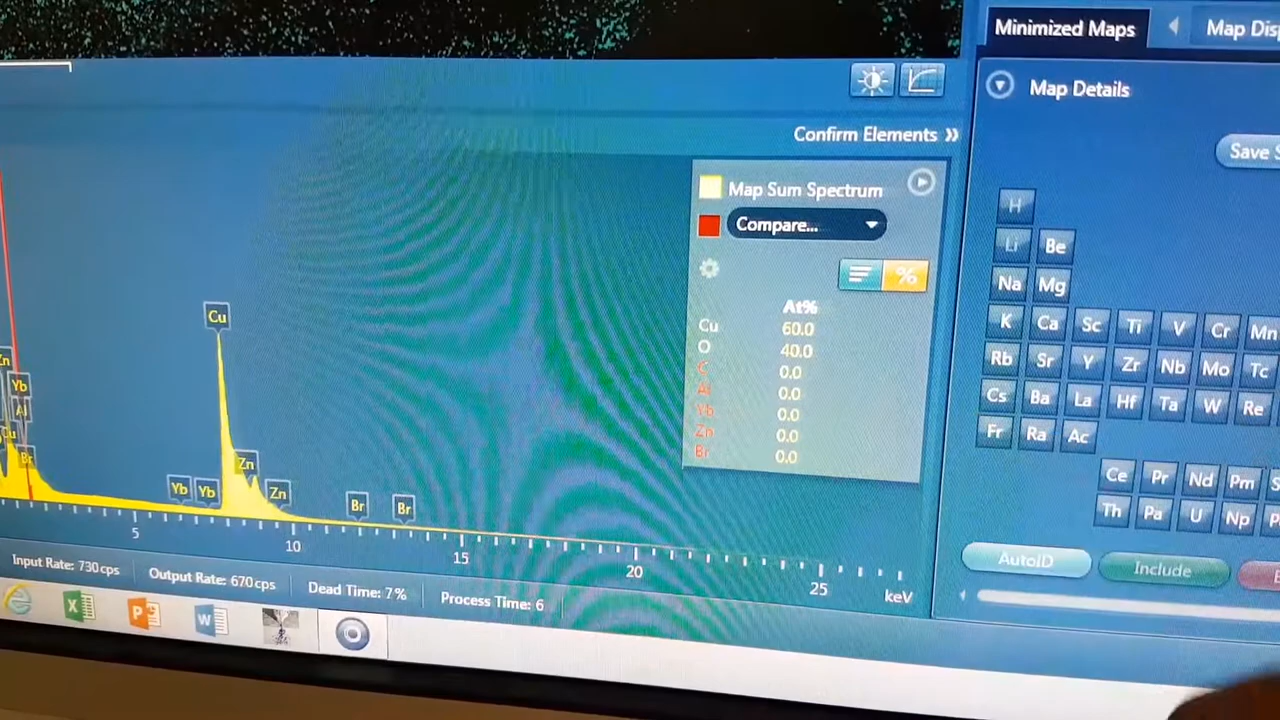 Minimized Maps
Map Disp
Map Details
Confirm Elements »
Save S
Map Sum Spectrum
Compare...
%
At%
Cu 60.0
O 40.0
C 0.0
Al 0.0
Yb 0.0
Zn 0.0
Br 0.0
H
Li Be
Na Mg
K Ca Sc Ti V Cr Mn
Rb Sr Y Zr Nb Mo Tc
Cs Ba La Hf Ta W Re
Fr Ra Ac
Ce Pr Nd Pm S
Th Pa U Np P
AutoID
Include
E
Cu
Zn
Yb
Al
Cu
Br
Yb Yb Zn Zn Br Br
5 10 15 20 25 keV
Input Rate: 730 cps Output Rate: 670 cps Dead Time: 7% Process Time: 6